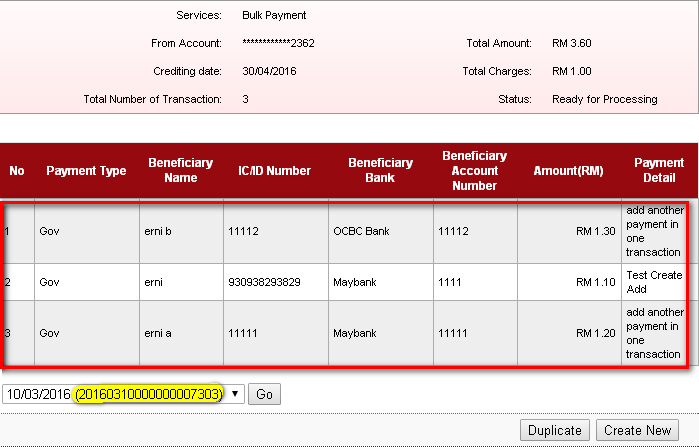 Services: Bulk Payment
From Account: ************2362 Total Amount: RM 3.60
Crediting date: 30/04/2016 Total Charges: RM 1.00
Total Number of Transaction: 3 Status: Ready for Processing
No Payment Type Beneficiary Name IC/ID Number Beneficiary Bank Beneficiary Account Number Amount(RM) Payment Detail
1 Gov erni b 11112 OCBC Bank 11112 RM 1.30 add another payment in one transaction
2 Gov erni 930938293829 Maybank 1111 RM 1.10 Test Create Add
3 Gov erni a 11111 Maybank 11111 RM 1.20 add another payment in one transaction
10/03/2016 (20160310000000007303) Go
Duplicate Create New